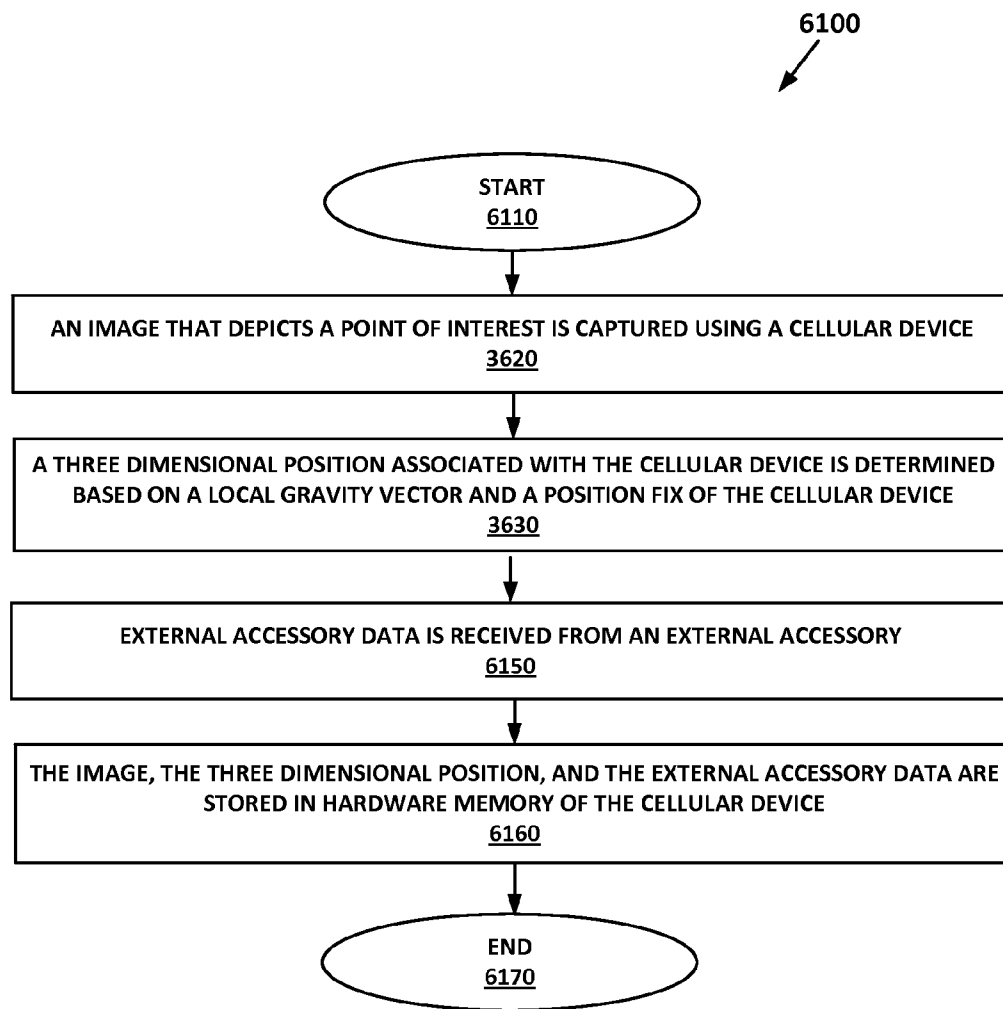 6100
START
6110
AN IMAGE THAT DEPICTS A POINT OF INTEREST IS CAPTURED USING A CELLULAR DEVICE
3620
A THREE DIMENSIONAL POSITION ASSOCIATED WITH THE CELLULAR DEVICE IS DETERMINED
BASED ON A LOCAL GRAVITY VECTOR AND A POSITION FIX OF THE CELLULAR DEVICE
3630
EXTERNAL ACCESSORY DATA IS RECEIVED FROM AN EXTERNAL ACCESSORY
6150
THE IMAGE, THE THREE DIMENSIONAL POSITION, AND THE EXTERNAL ACCESSORY DATA ARE
STORED IN HARDWARE MEMORY OF THE CELLULAR DEVICE
6160
END
6170